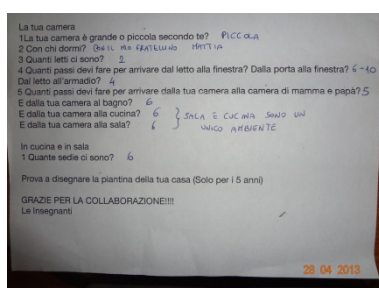 La tua camera
1La tua camera è grande o piccola secondo te? PICCOLA
2 Con chi dormi? CON IL MIO FRATELLINO MATTIA
3 Quanti letti ci sono? 2
4 Quanti passi devi fare per arrivare dal letto alla finestra? Dalla porta alla finestra? 6-10
Dal letto all'armadio? 4
5 Quanti passi devi fare per arrivare dalla tua camera alla camera di mamma e papà? 5
E dalla tua camera al bagno? 6
E dalla tua camera alla cucina? 6 SALA E CUCINA SONO UN
E dalla tua camera alla sala? 6 UNICO AMBIENTE
In cucina e in sala
1 Quante sedie ci sono? 6
Prova a disegnare la piantina della tua casa (Solo per i 5 anni)
GRAZIE PER LA COLLABORAZIONE!!!!
Le Insegnanti
28 04 2013